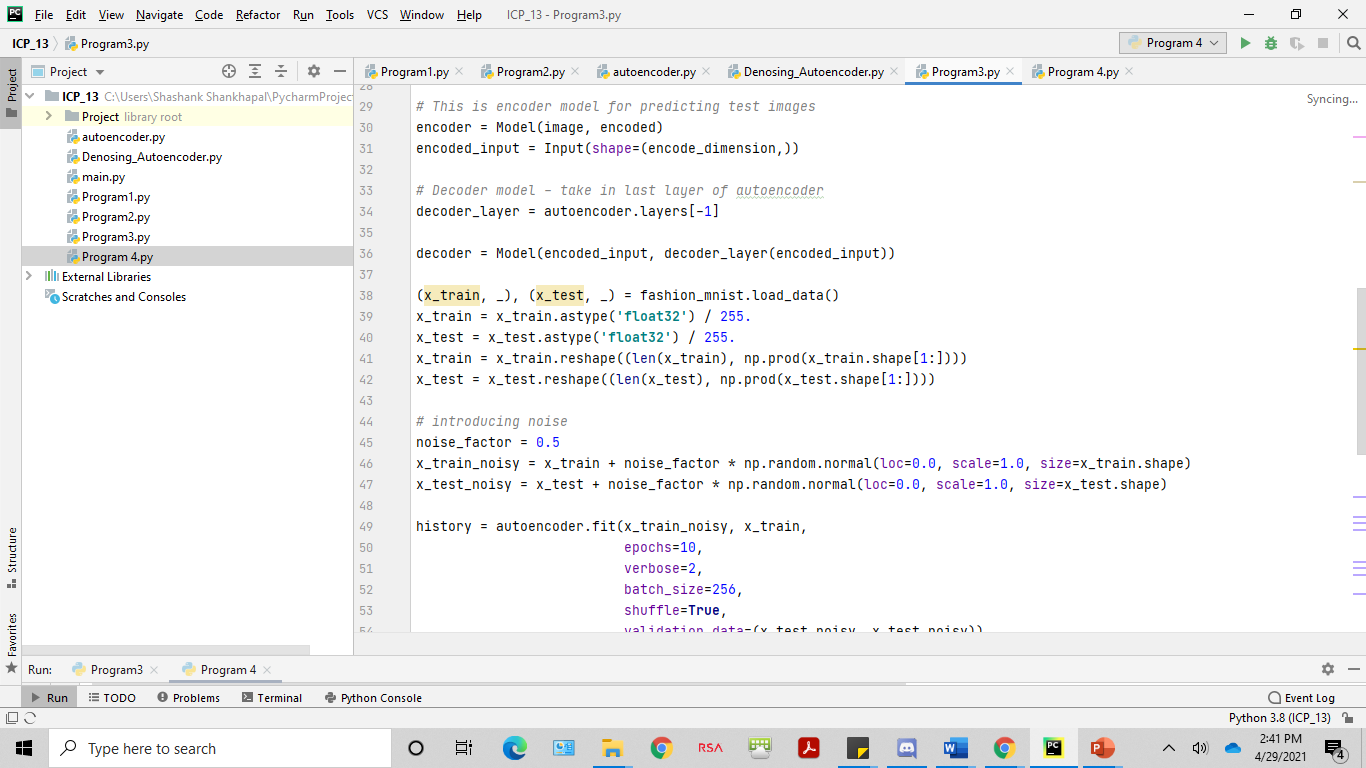 File Edit View Navigate Code Refactor Run Tools VCS Window Help ICP_13 - Program3.py
ICP_13 Program3.py Program 4
Project Program1.py Program2.py autoencoder.py Denosing_Autoencoder.py Program3.py Program 4.py
Project
ICP_13 C:\Users\Shashank Shankhapal\PycharmProjec
Project library root
autoencoder.py
Denosing_Autoencoder.py
main.py
Program1.py
Program2.py
Program3.py
Program 4.py
External Libraries
Scratches and Consoles
Structure
Favorites
Syncing...
28
29 # This is encoder model for predicting test images
30 encoder = Model(image, encoded)
31 encoded_input = Input(shape=(encode_dimension,))
32
33 # Decoder model - take in last layer of autoencoder
34 decoder_layer = autoencoder.layers[-1]
35
36 decoder = Model(encoded_input, decoder_layer(encoded_input))
37
38 (x_train, _), (x_test, _) = fashion_mnist.load_data()
39 x_train = x_train.astype('float32') / 255.
40 x_test = x_test.astype('float32') / 255.
41 x_train = x_train.reshape((len(x_train), np.prod(x_train.shape[1:])))
42 x_test = x_test.reshape((len(x_test), np.prod(x_test.shape[1:])))
43
44 # introducing noise
45 noise_factor = 0.5
46 x_train_noisy = x_train + noise_factor * np.random.normal(loc=0.0, scale=1.0, size=x_train.shape)
47 x_test_noisy = x_test + noise_factor * np.random.normal(loc=0.0, scale=1.0, size=x_test.shape)
48
49 history = autoencoder.fit(x_train_noisy, x_train,
50 epochs=10,
51 verbose=2,
52 batch_size=256,
53 shuffle=True,
54 validation_data=(x_test_noisy, x_test_noisy))
Run: Program3 Program 4
Run TODO Problems Terminal Python Console Event Log
Python 3.8 (ICP_13)
Type here to search
RSA
2:41 PM
4/29/2021
4